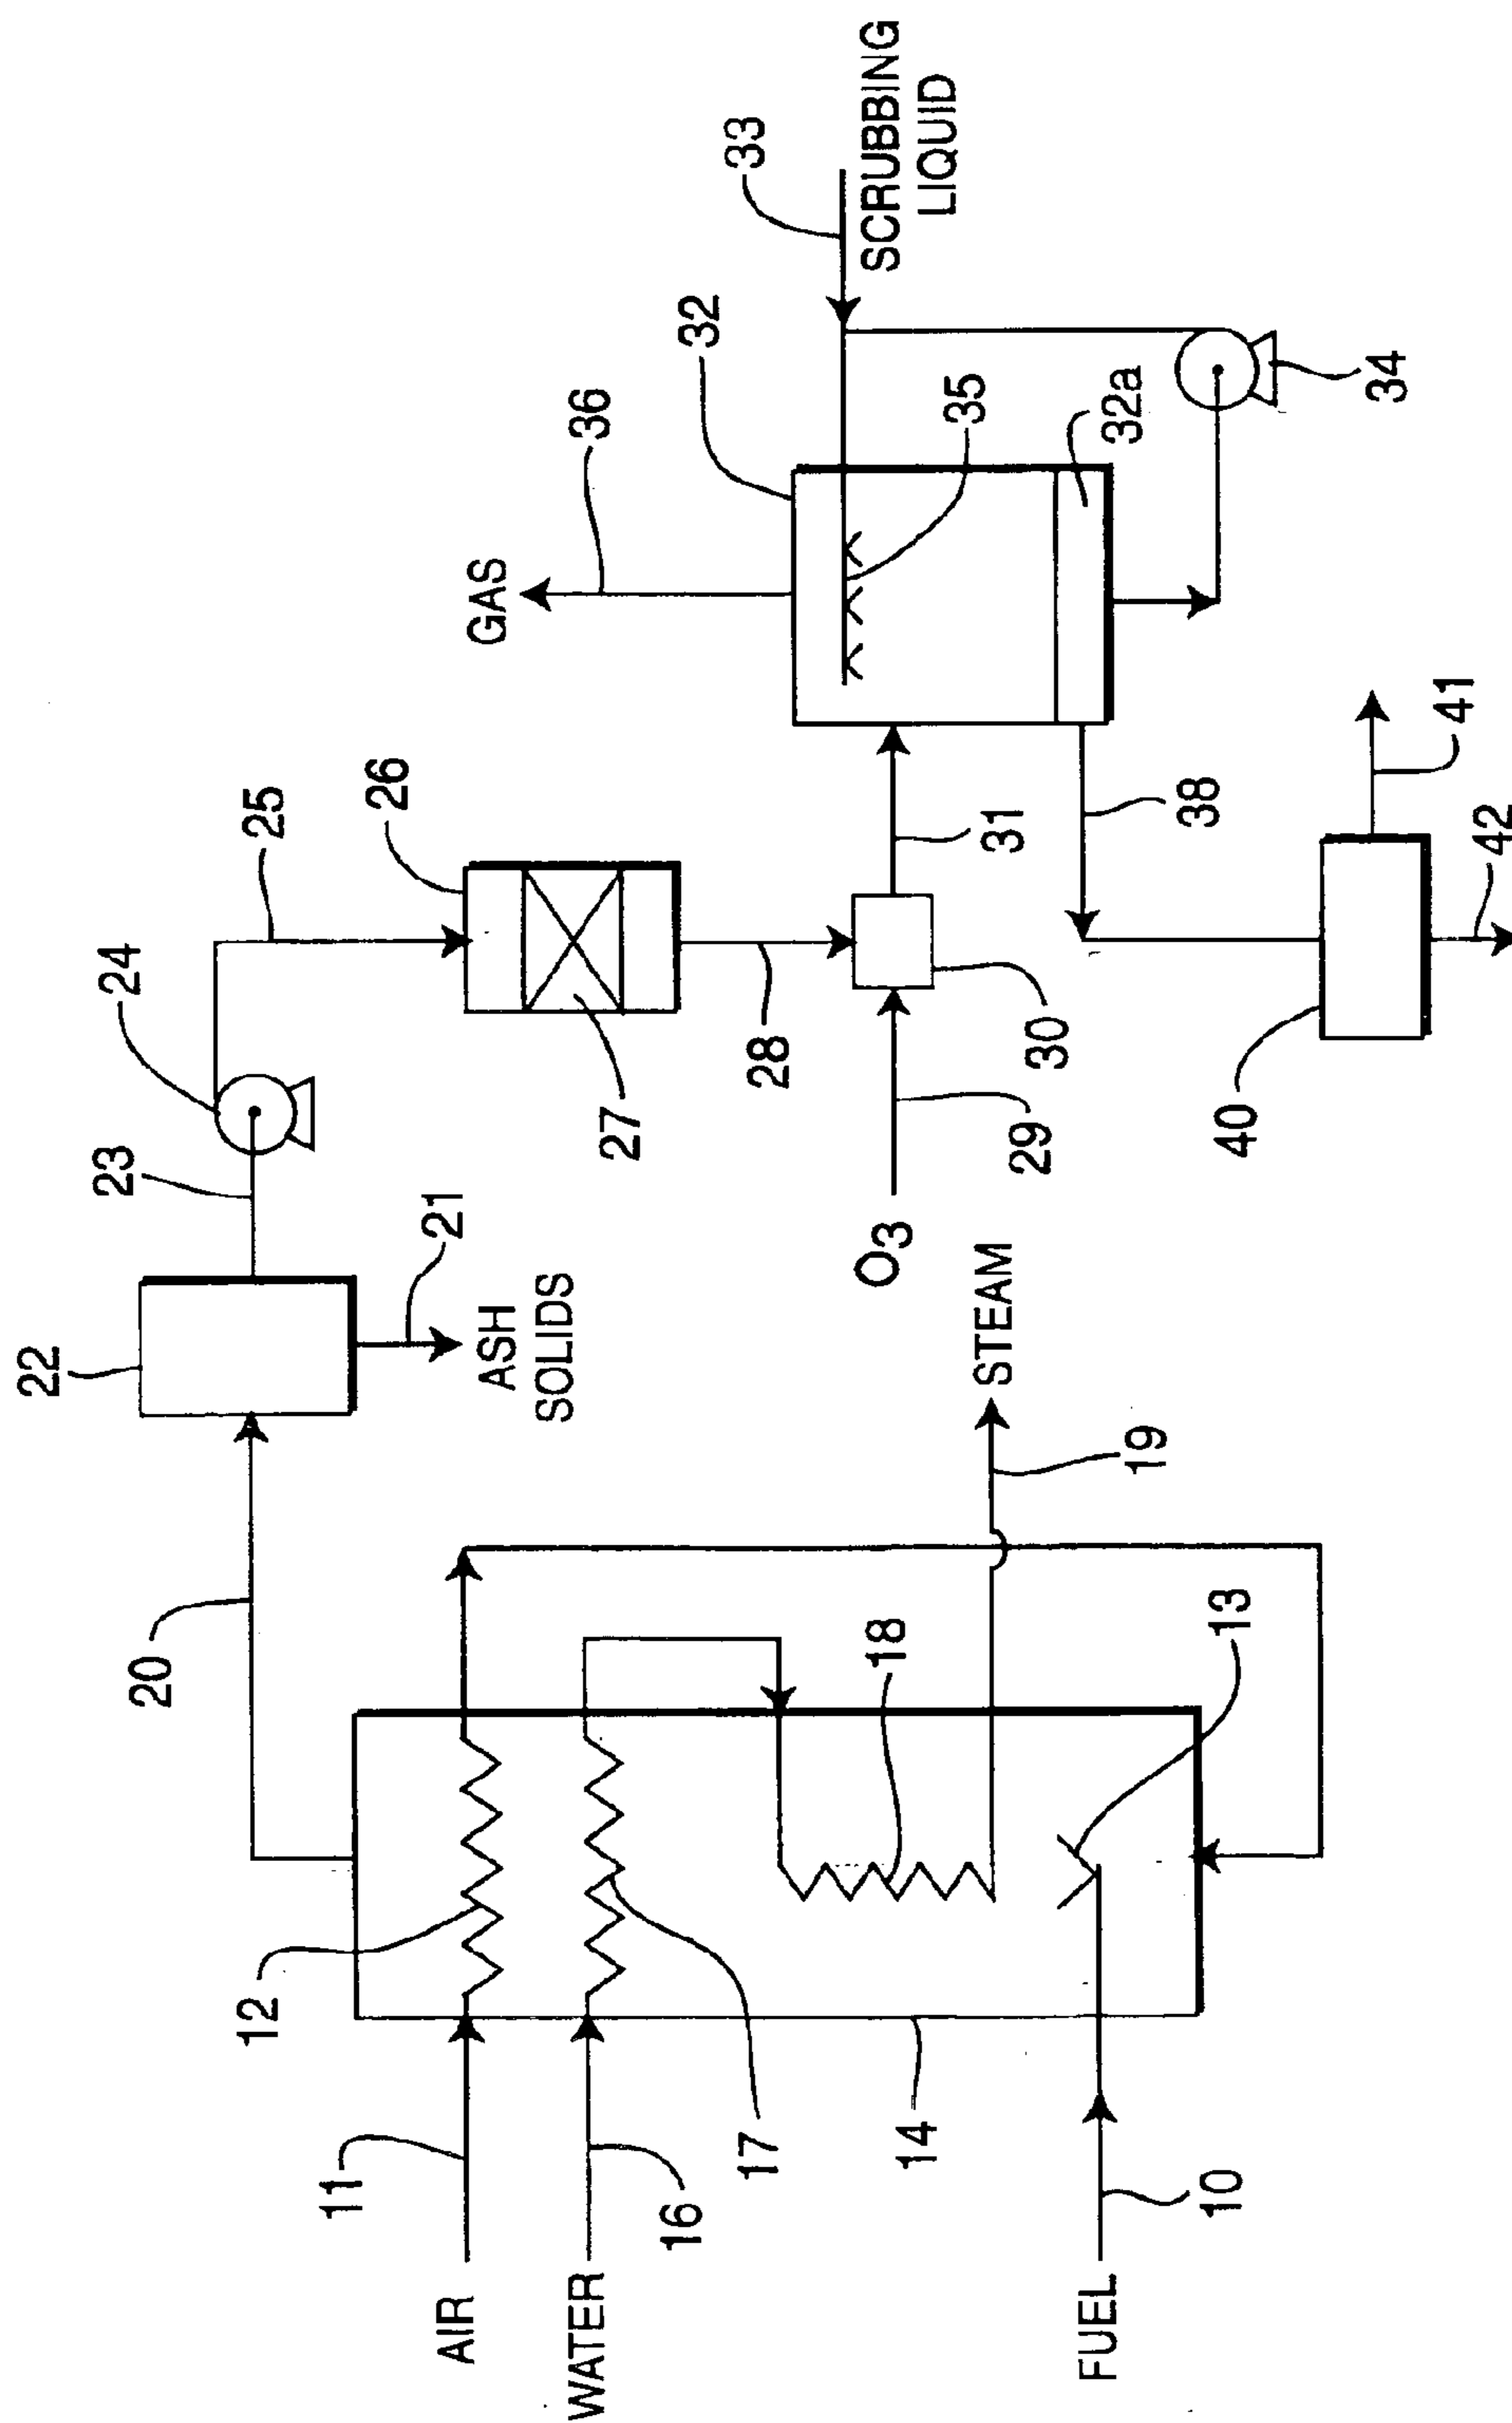 20
22
23
24
25
26
27
28
21
ASH
SOLIDS
12
11
AIR
WATER
16
17
18
14
FUEL
10
13
19
STEAM
O3
29
30
31
GAS
36
32
33
SCRUBBING
LIQUID
35
32a
34
38
40
41
42